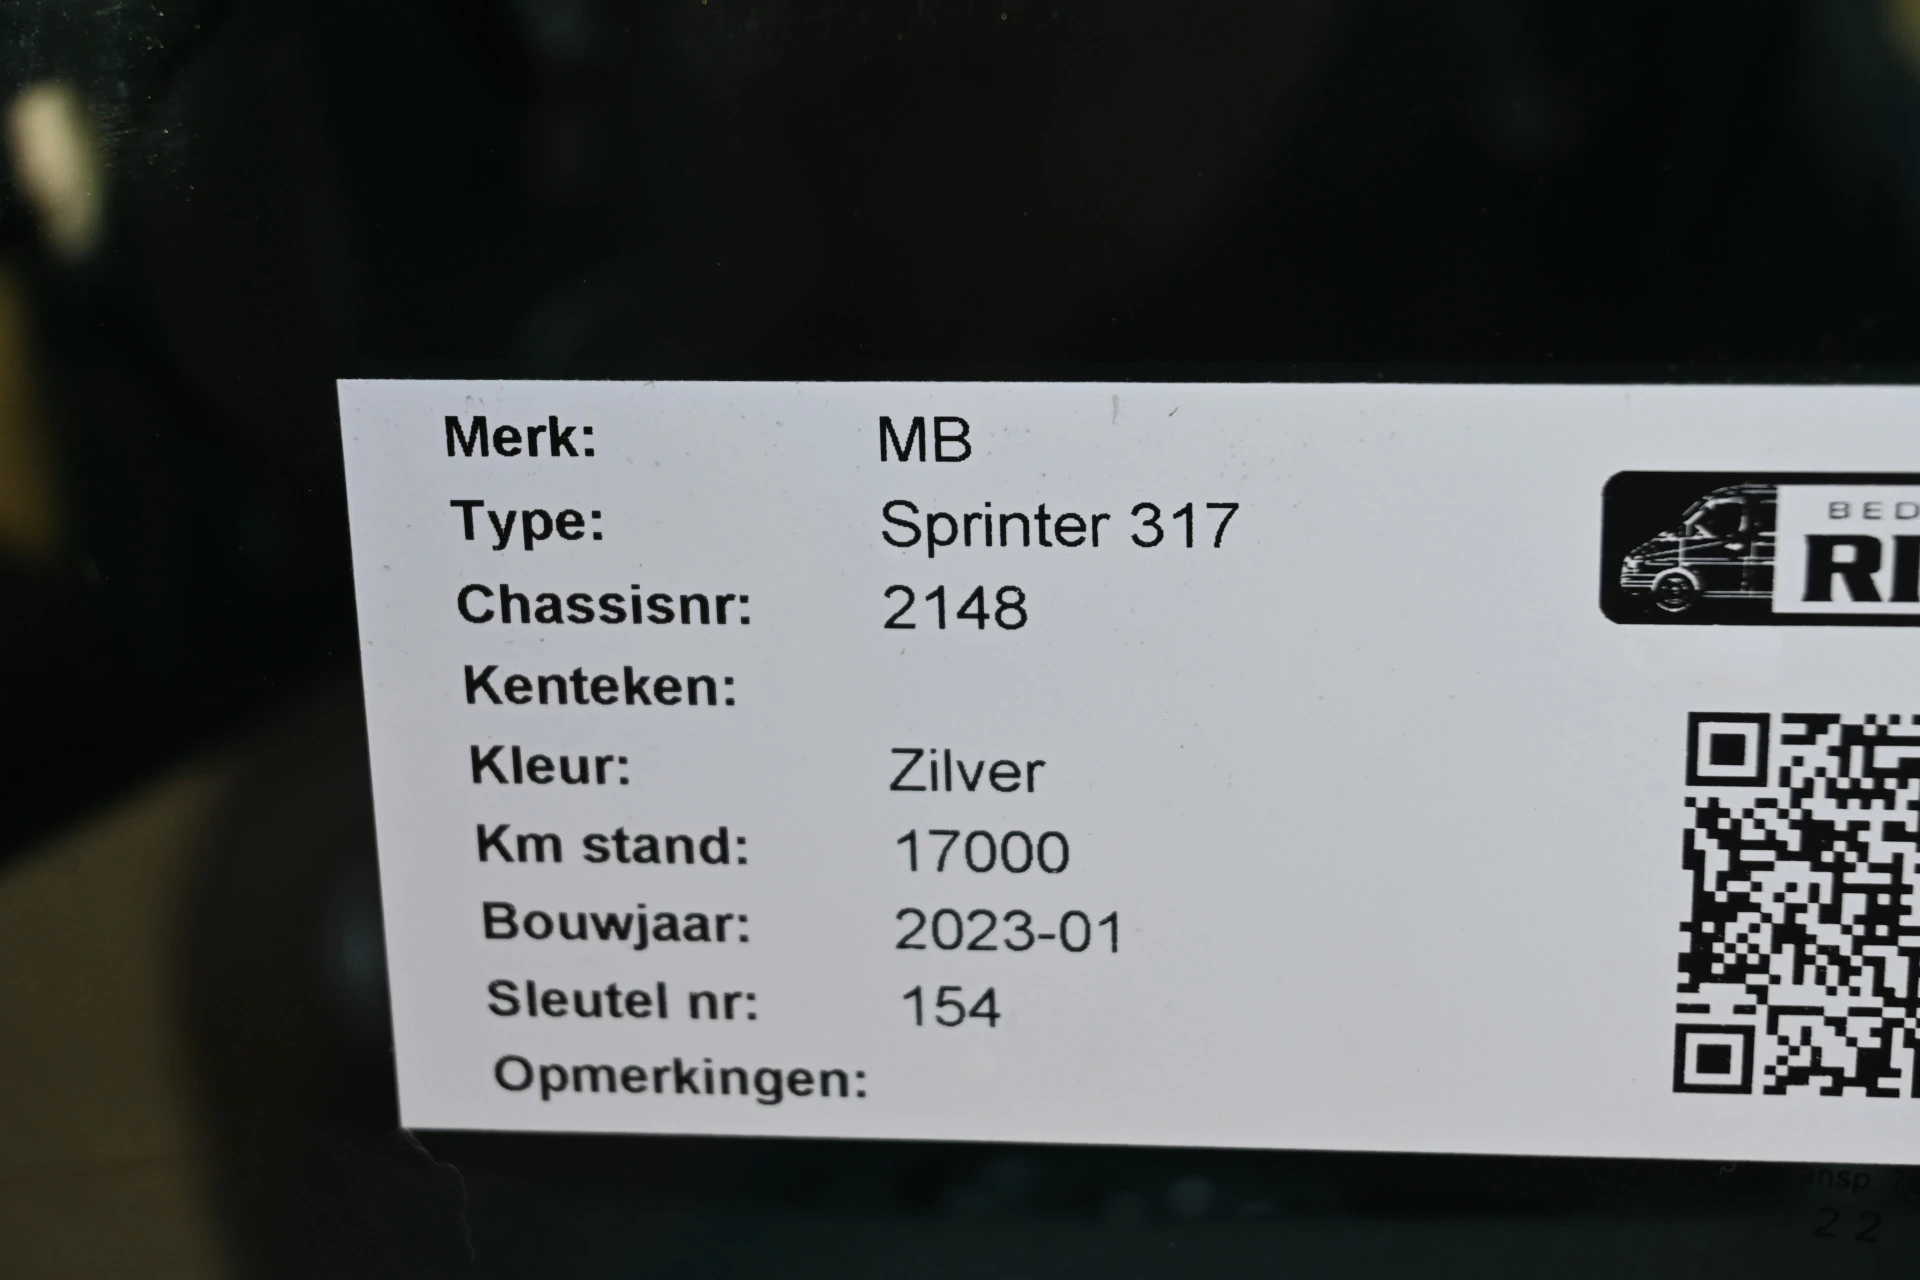 Merk: MB
Type: Sprinter 317
Chassisnr: 2148
Kenteken:
Kleur: Zilver
Km stand: 17000
Bouwjaar: 2023-01
Sleutel nr: 154
Opmerkingen:
BED
22